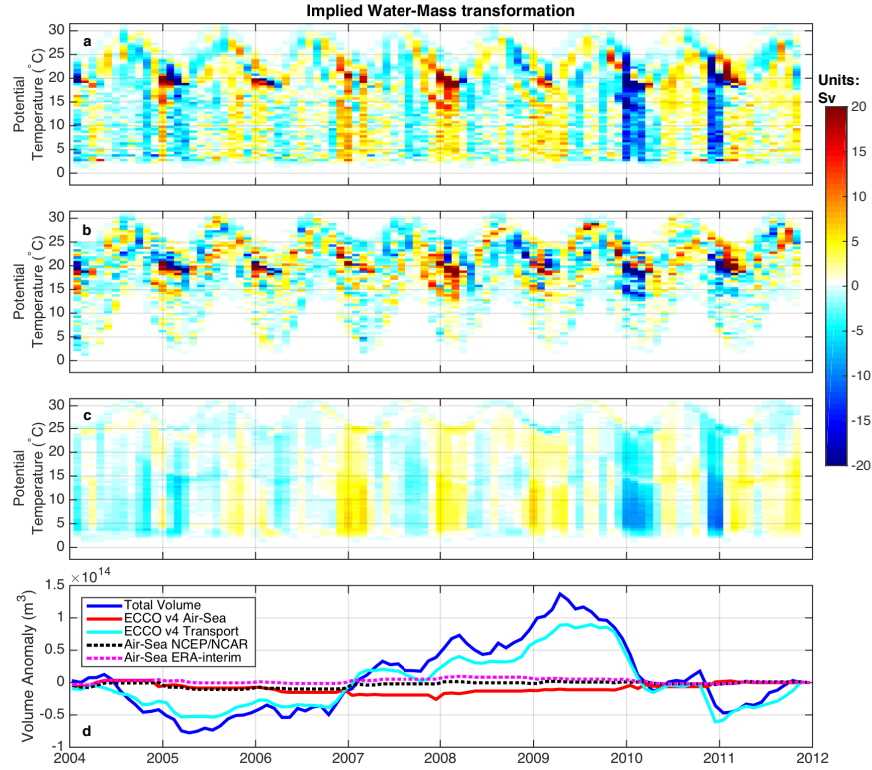 Implied Water-Mass transformation
a
Potential
Temperature (°C)
30
25
20
15
10
5
0
b
Potential
Temperature (°C)
30
25
20
15
10
5
0
c
Potential
Temperature (°C)
30
25
20
15
10
5
0
Units:
Sv
20
15
10
5
0
-5
-10
-15
-20
×10^14
Volume Anomaly (m³)
1.5
1
0.5
0
-0.5
-1
Total Volume
ECCO v4 Air-Sea
ECCO v4 Transport
Air-Sea NCEP/NCAR
Air-Sea ERA-interim
d
2004 2005 2006 2007 2008 2009 2010 2011 2012